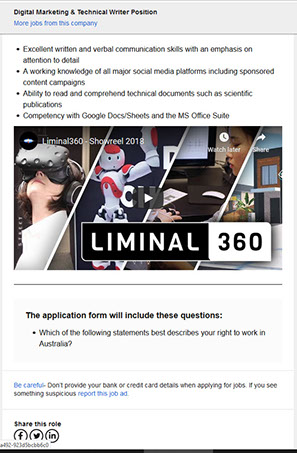 Digital Marketing & Technical Writer Position
More jobs from this company
Excellent written and verbal communication skills with an emphasis on
attention to detail
A working knowledge of all major social media platforms including sponsored
content campaigns
Ability to read and comprehend technical documents such as scientific
publications
Competency with Google Docs/Sheets and the MS Office Suite
Liminal360 - Showreel 2018
Watch later
Share
LIMINAL 360
The application form will include these questions:
Which of the following statements best describes your right to work in
Australia?
Be careful- Don't provide your bank or credit card details when applying for jobs. If you see
something suspicious report this job ad.
Share this role
a492-923d5bcbb6c0